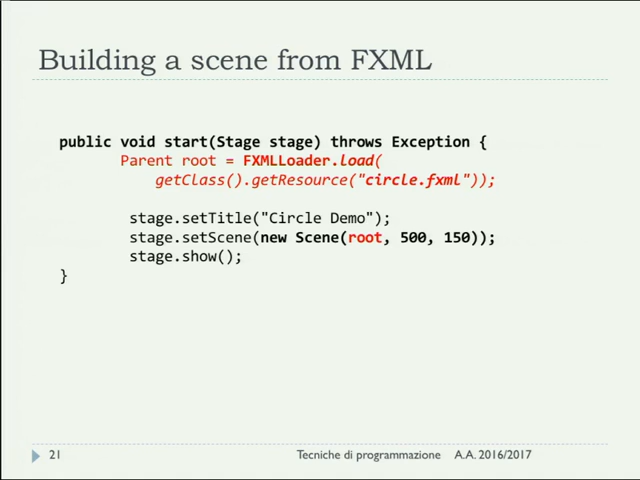 Building a scene from FXML
public void start(Stage stage) throws Exception {
Parent root = FXMLLoader.load(
getClass().getResource("circle.fxml"));
stage.setTitle("Circle Demo");
stage.setScene(new Scene(root, 500, 150));
stage.show();
}
21 Tecniche di programmazione A.A. 2016/2017